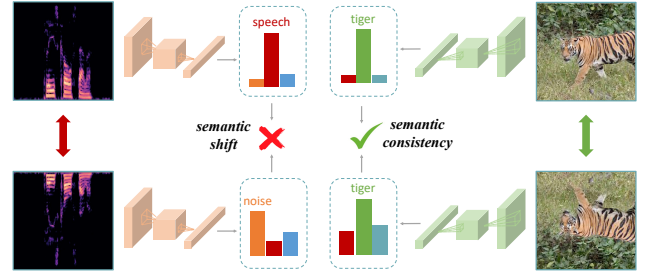 speech
tiger
semantic
shift
semantic
consistency
noise
tiger